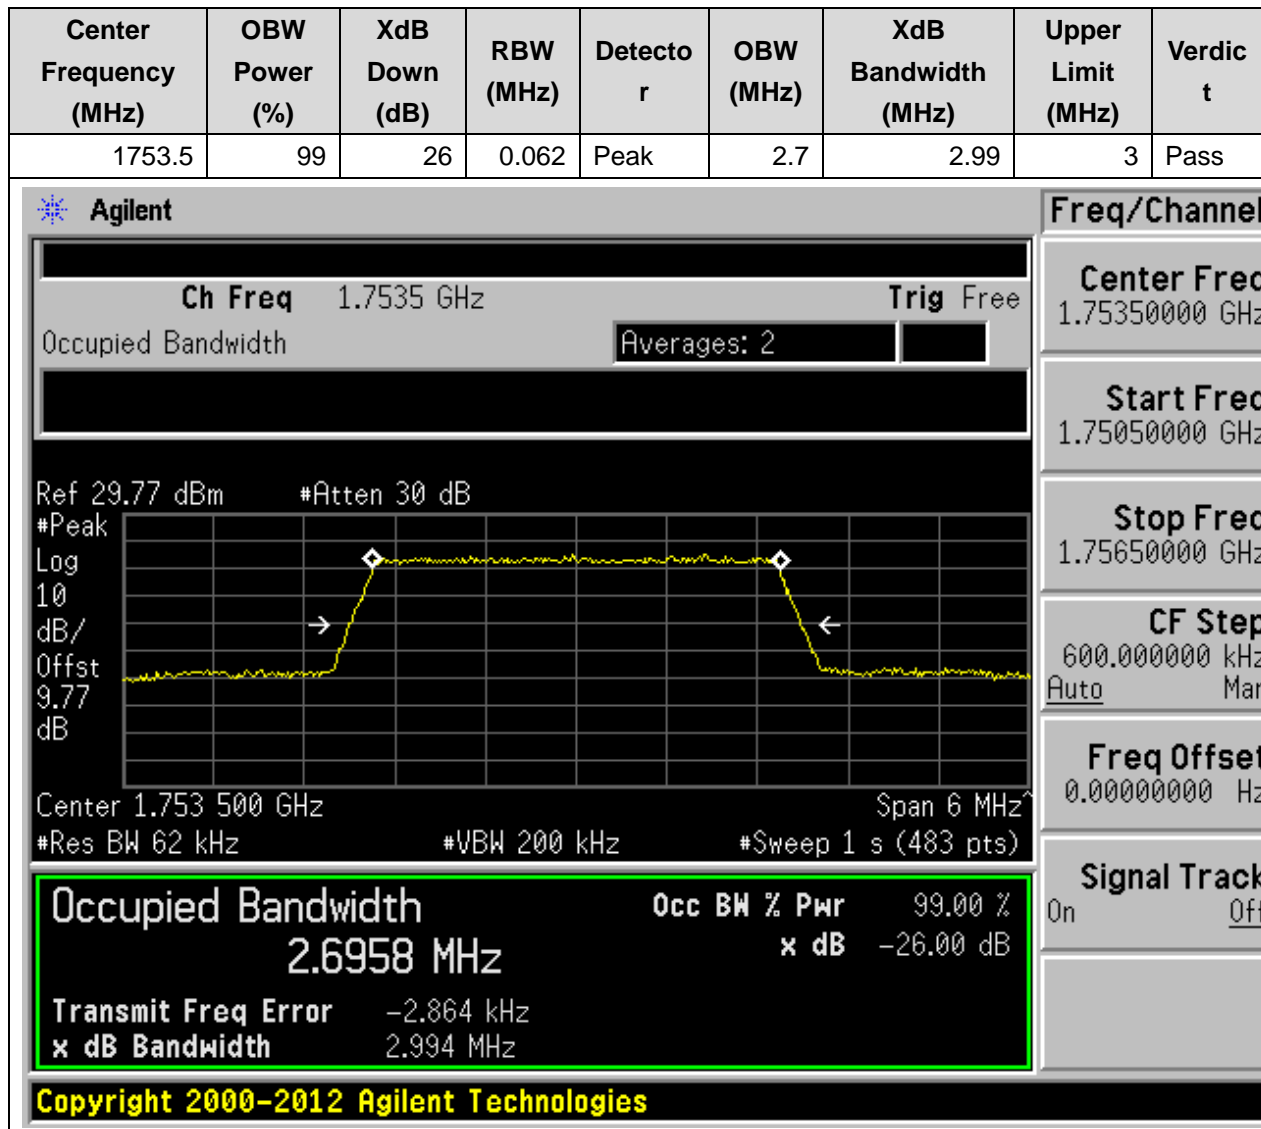 Center Frequency (MHz)
OBW Power (%)
XdB Down (dB)
RBW (MHz)
Detecto r
OBW (MHz)
XdB Bandwidth (MHz)
Upper Limit (MHz)
Verdic t
1753.5 99 26 0.062 Peak 2.7 2.99 3 Pass
Agilent
Freq/Channel
Ch Freq 1.7535 GHz Trig Free
Occupied Bandwidth Averages: 2
Center Freq
1.75350000 GHz
Start Freq
1.75050000 GHz
Stop Freq
1.75650000 GHz
CF Step
600.000000 kHz
Auto Man
Freq Offset
0.00000000 Hz
Signal Track
On Off
Ref 29.77 dBm #Atten 30 dB
#Peak
Log
10
dB/
Offst
9.77
dB
Center 1.753 500 GHz Span 6 MHz^
#Res BW 62 kHz #VBW 200 kHz #Sweep 1 s (483 pts)
Occupied Bandwidth Occ BW % Pwr 99.00 %
2.6958 MHz x dB -26.00 dB
Transmit Freq Error -2.864 kHz
x dB Bandwidth 2.994 MHz
Copyright 2000-2012 Agilent Technologies